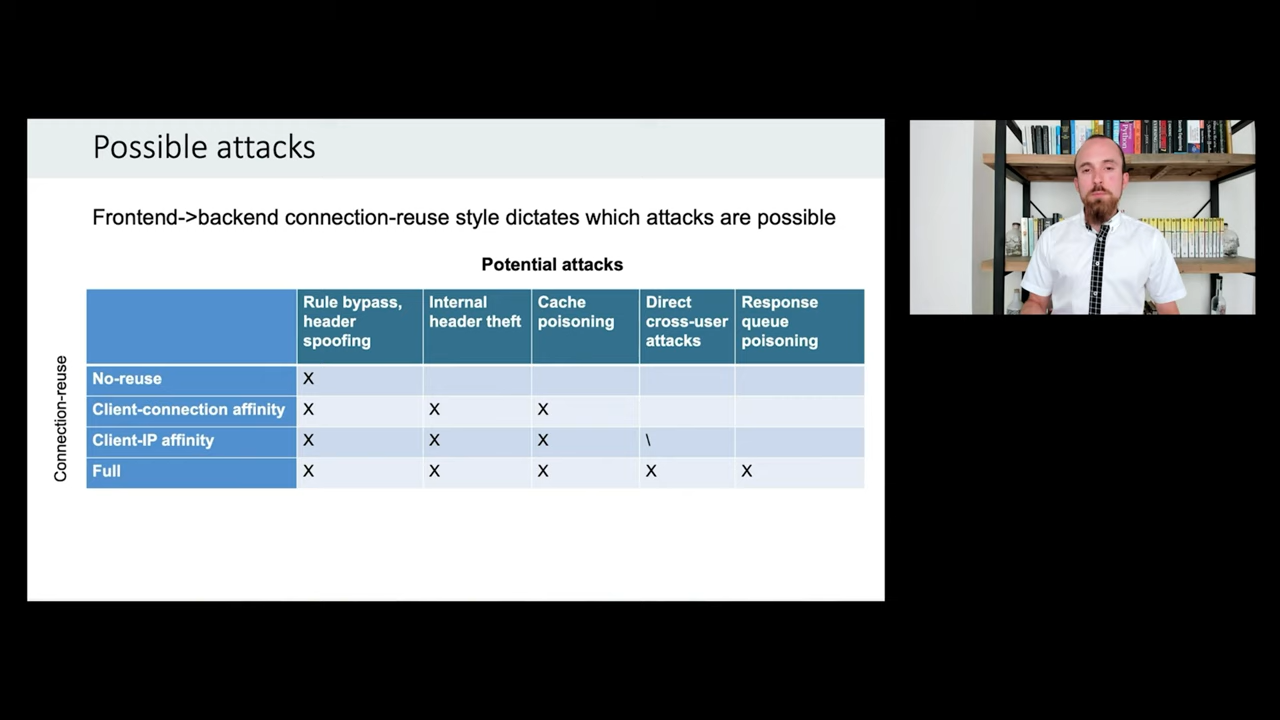 Possible attacks
Frontend->backend connection-reuse style dictates which attacks are possible
Potential attacks
Rule bypass,
header
spoofing
Internal
header theft
Cache
poisoning
Direct
cross-user
attacks
Response
queue
poisoning
Connection-reuse
No-reuse X
Client-connection affinity X X X
Client-IP affinity X X X \
Full X X X X X
Python